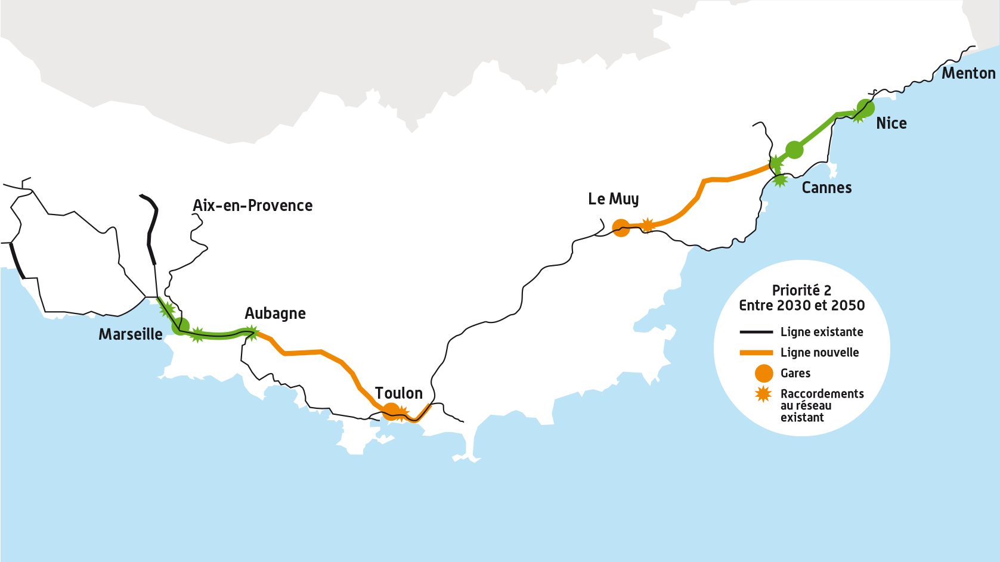 Menton
Nice
Cannes
Le Muy
Aix-en-Provence
Aubagne
Marseille
Toulon
Priorité 2
Entre 2030 et 2050
Ligne existante
Ligne nouvelle
Gares
Raccordements
au réseau
existant